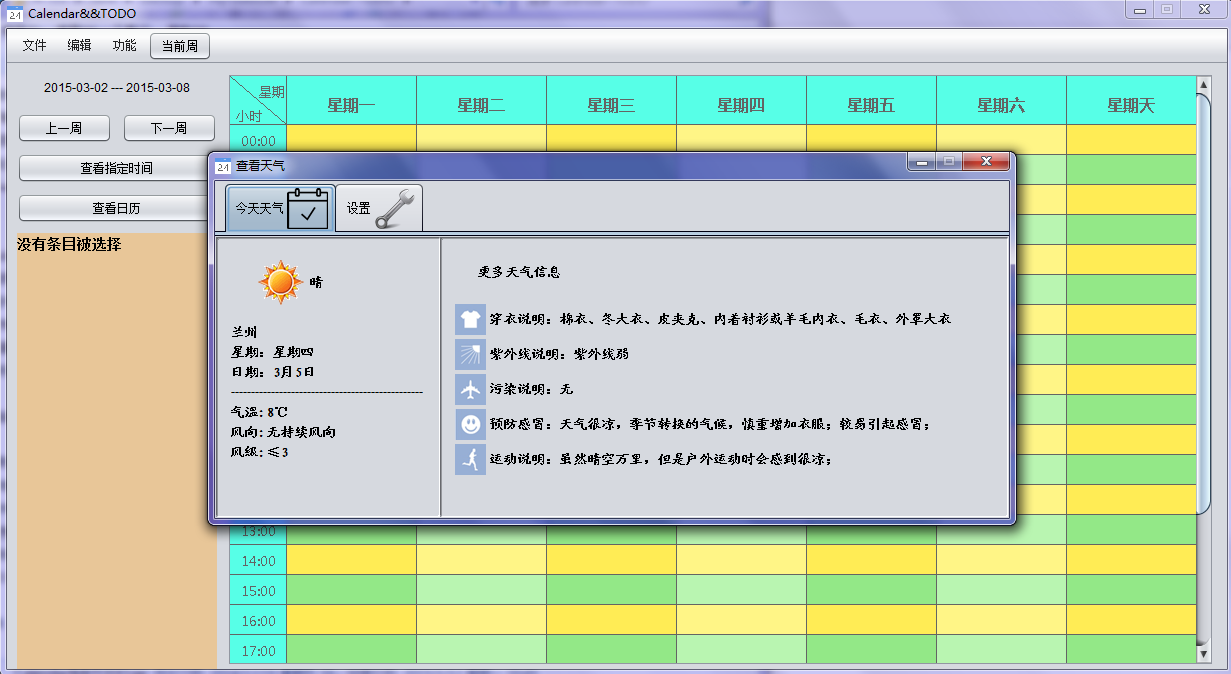 Calendar&&TODO
文件 编辑 功能 当前周
2015-03-02 --- 2015-03-08
上一周 下一周
查看指定时间
查看日历
没有条目被选择
星期
小时
星期一 星期二 星期三 星期四 星期五 星期六 星期天
00:00
24 查看天气
今天天气 设置
晴
兰州
星期: 星期四
日期: 3月5日
气温: 8℃
风向: 无持续风向
风级: ≤3
更多天气信息
穿衣说明: 棉衣、冬大衣、皮夹克、内着衬衫或羊毛内衣、毛衣、外罩大衣
紫外线说明: 紫外线弱
污染说明: 无
预防感冒: 天气很凉，季节转换的气候，慎重增加衣服；较易引起感冒；
运动说明: 虽然晴空万里，但是户外运动时会感到很凉；
13:00
14:00
15:00
16:00
17:00